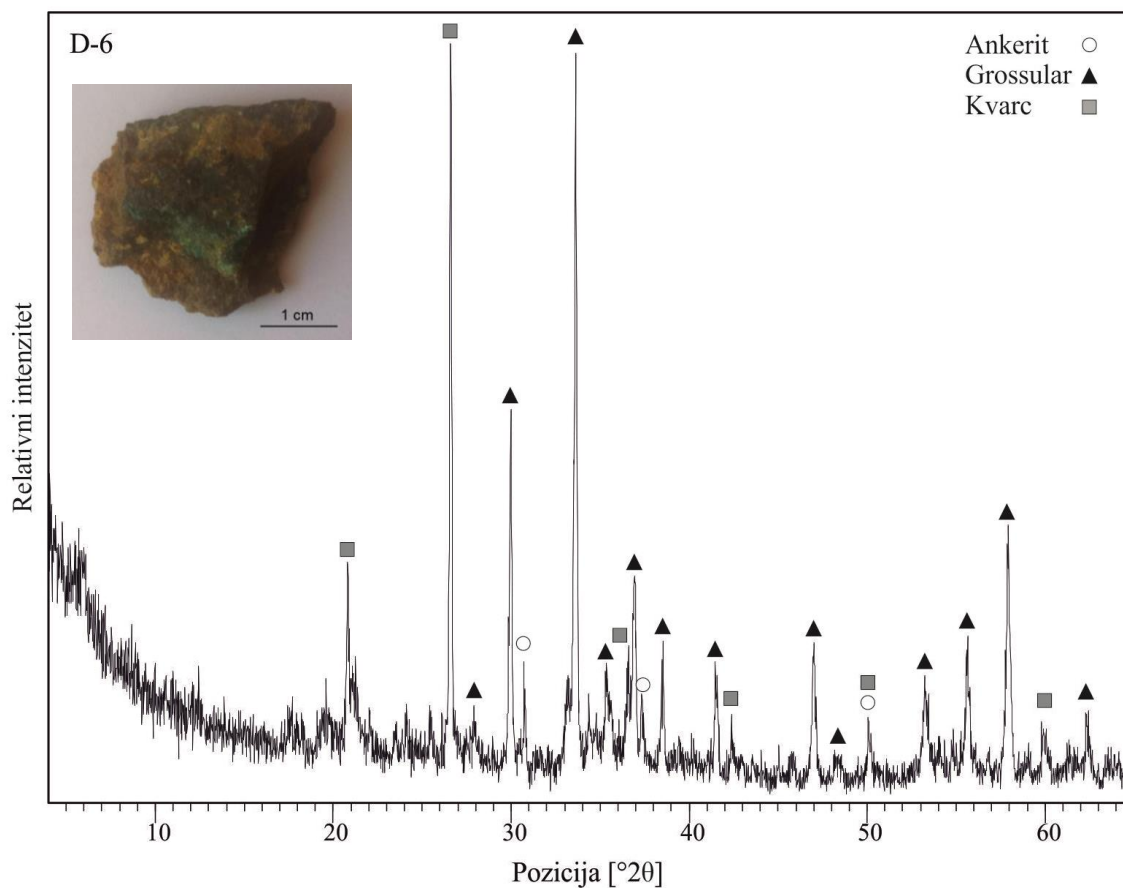 D-6
Ankerit
Grossular
Kvarc
1 cm
Relativni intenzitet
10 20 30 40 50 60
Pozicija [°2θ]